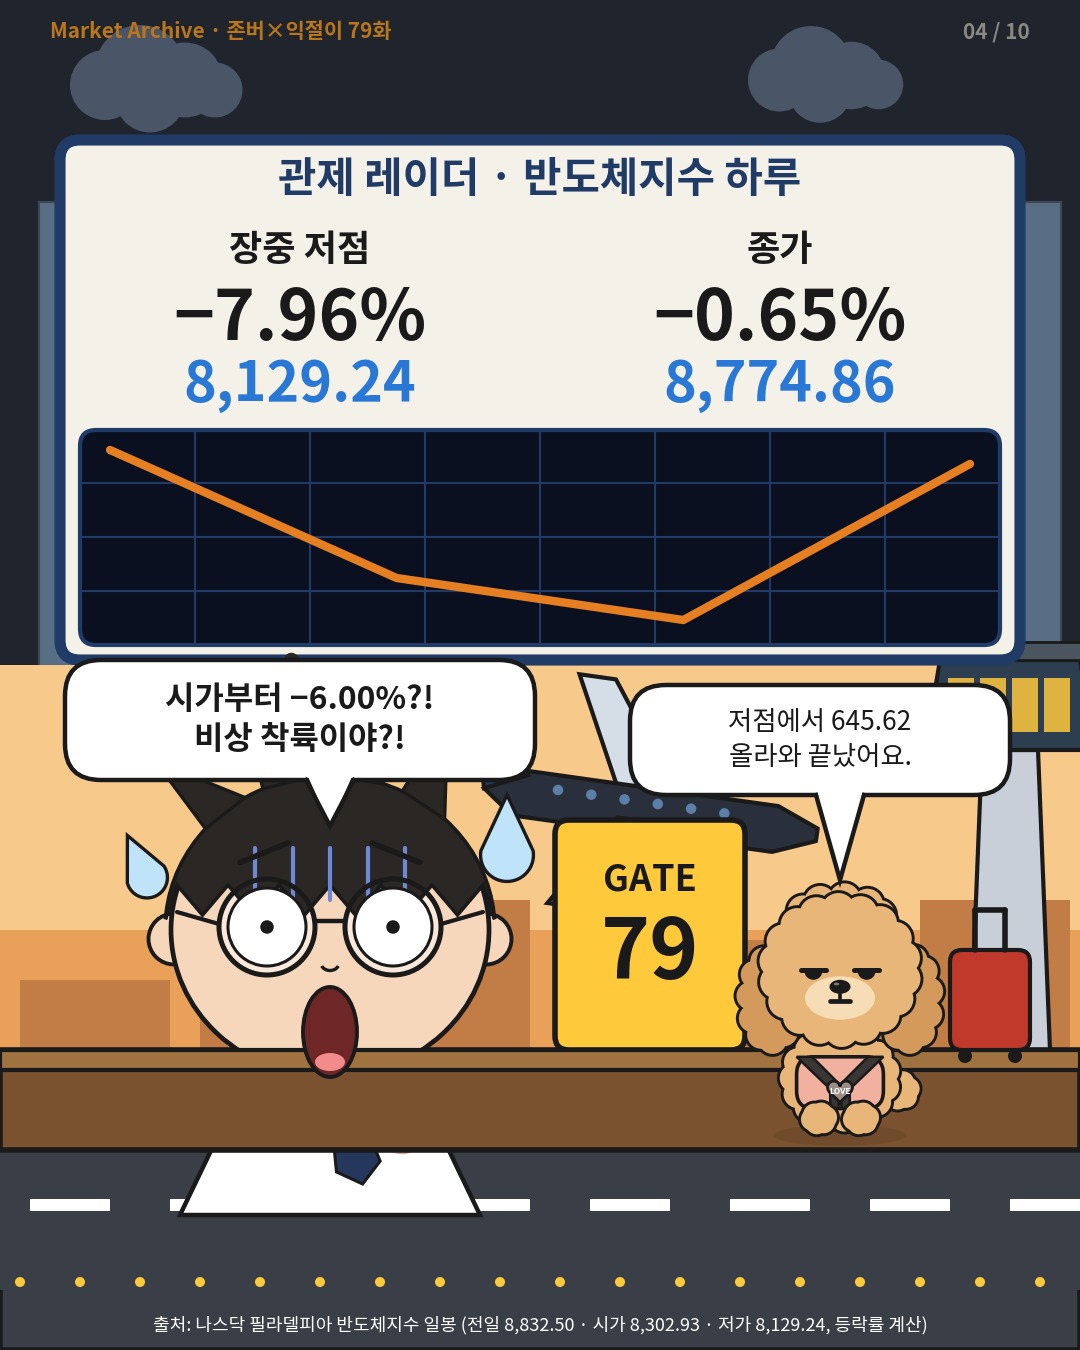 Market Archive · 존버×익절이 79화
04 / 10
관제 레이더 · 반도체지수 하루
장중 저점
종가
−7.96%
−0.65%
8,129.24
8,774.86
시가부터 −6.00%?!
비상 착륙이야?!
저점에서 645.62
올라와 끝났어요.
GATE
79
LOVE
출처: 나스닥 필라델피아 반도체지수 일봉 (전일 8,832.50 · 시가 8,302.93 · 저가 8,129.24, 등락률 계산)